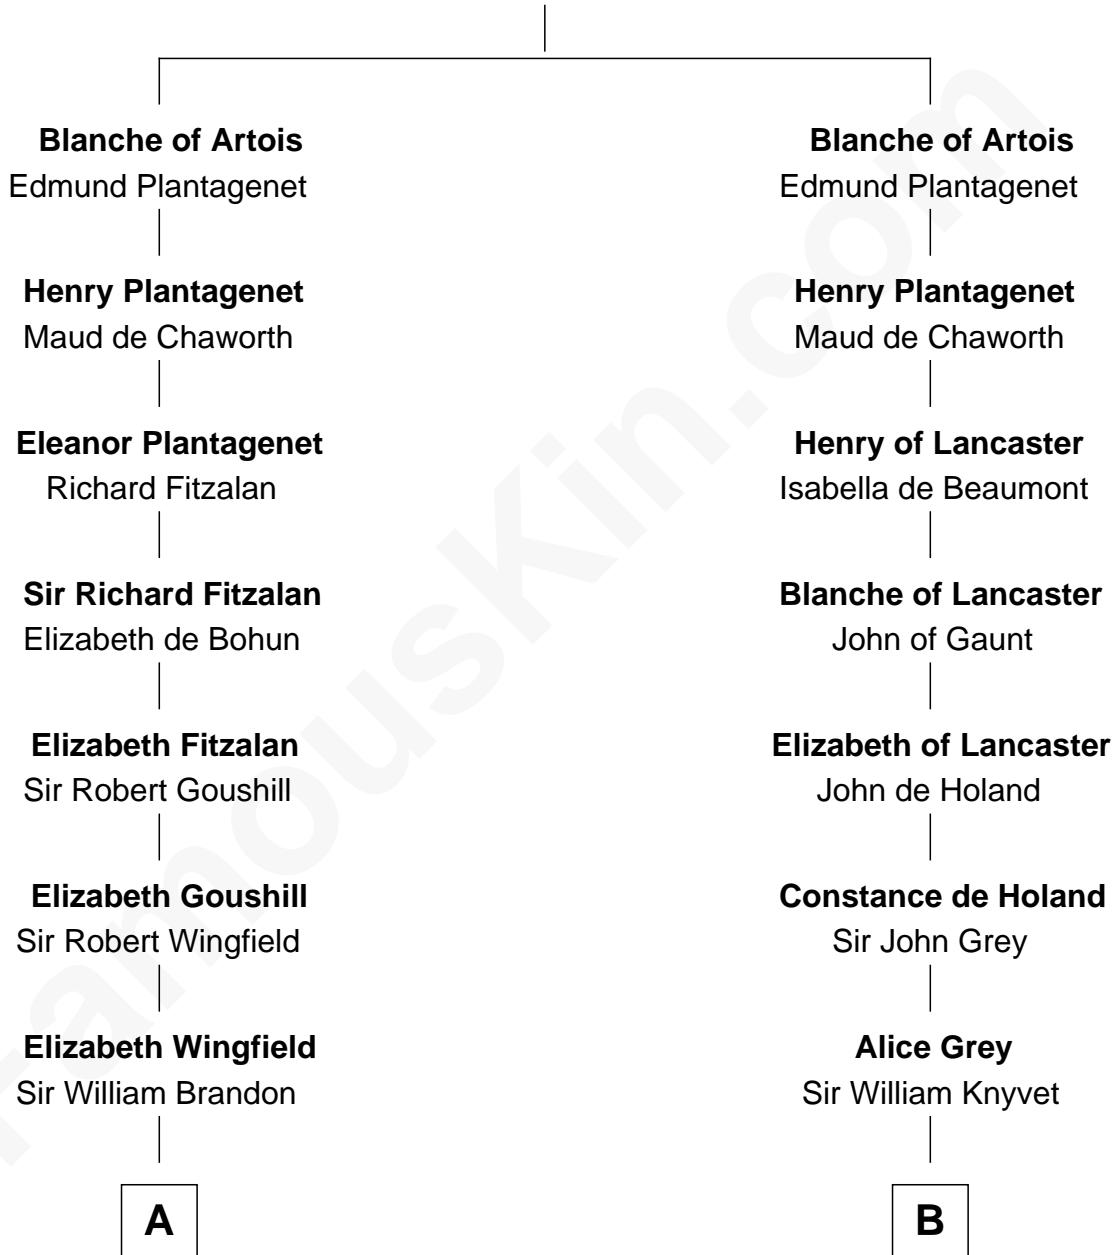 Blanche of Artois
Edmund Plantagenet
Henry Plantagenet
Maud de Chaworth
Eleanor Plantagenet
Richard Fitzalan
Sir Richard Fitzalan
Elizabeth de Bohun
Elizabeth Fitzalan
Sir Robert Goushill
Elizabeth Goushill
Sir Robert Wingfield
Elizabeth Wingfield
Sir William Brandon
A
Blanche of Artois
Edmund Plantagenet
Henry Plantagenet
Maud de Chaworth
Henry of Lancaster
Isabella de Beaumont
Blanche of Lancaster
John of Gaunt
Elizabeth of Lancaster
John de Holand
Constance de Holand
Sir John Grey
Alice Grey
Sir William Knyvet
B
FamousKin.com